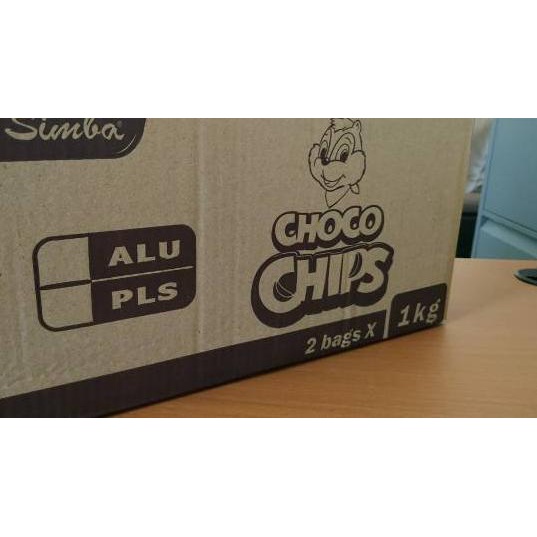 Simba®
ALU
PLS
CHOCO
CHIPS
2 bags X 1kg